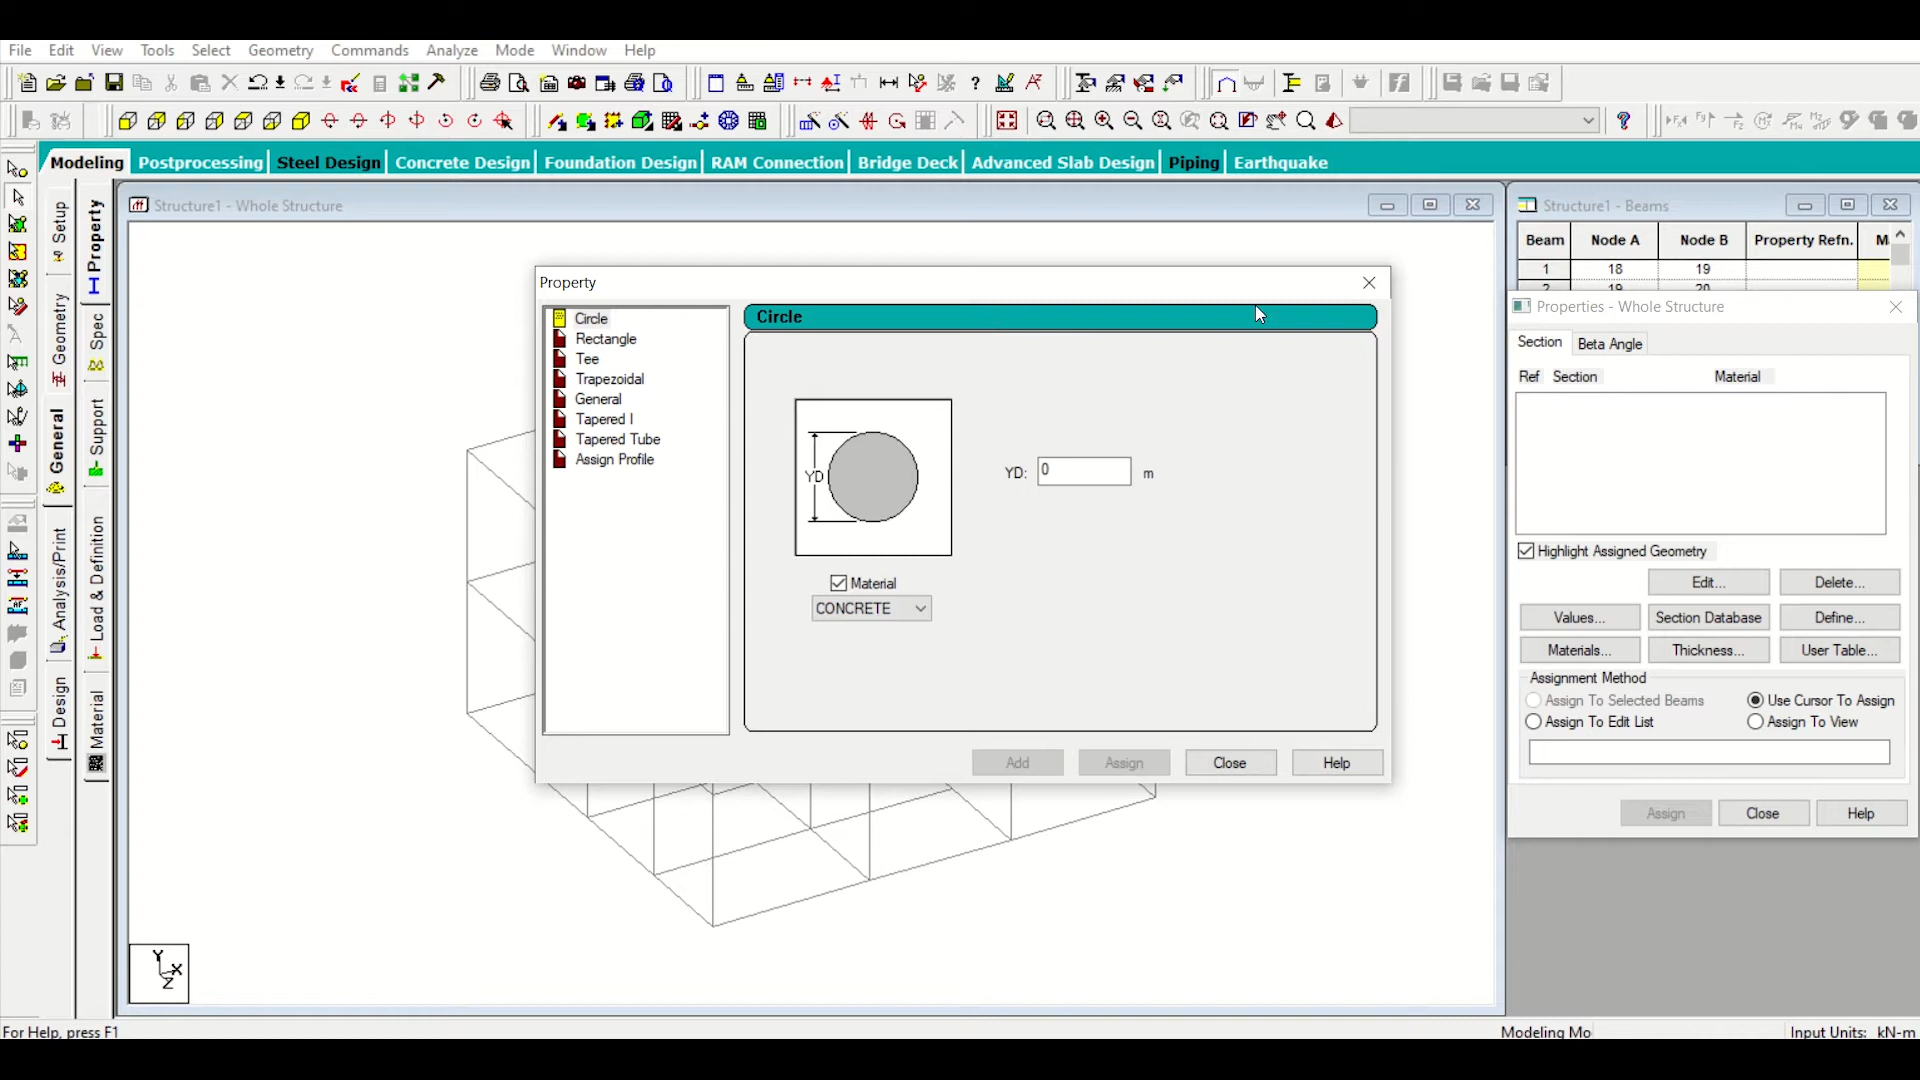 File Edit View Tools Select Geometry Commands Analyze Mode Window Help
Modeling Postprocessing Steel Design Concrete Design Foundation Design RAM Connection Bridge Deck Advanced Slab Design Piping Earthquake
Setup
Geometry
General
Analysis/Print
Design
Property
Spec
Support
Load & Definition
Material
Structure1 - Whole Structure
Property
Circle
Rectangle
Tee
Trapezoidal
General
Tapered I
Tapered Tube
Assign Profile
Circle
YD
YD: 0 m
Material
CONCRETE
Add Assign Close Help
Y
X
Z
Structure1 - Beams
Beam Node A Node B Property Refn. M
1 18 19
2 19 20
Properties - Whole Structure
Section Beta Angle
Ref Section Material
Highlight Assigned Geometry
Edit... Delete...
Values... Section Database Define...
Materials... Thickness... User Table...
Assignment Method
Assign To Selected Beams Use Cursor To Assign
Assign To Edit List Assign To View
Assign Close Help
For Help, press F1 Modeling Mo Input Units: kN-m